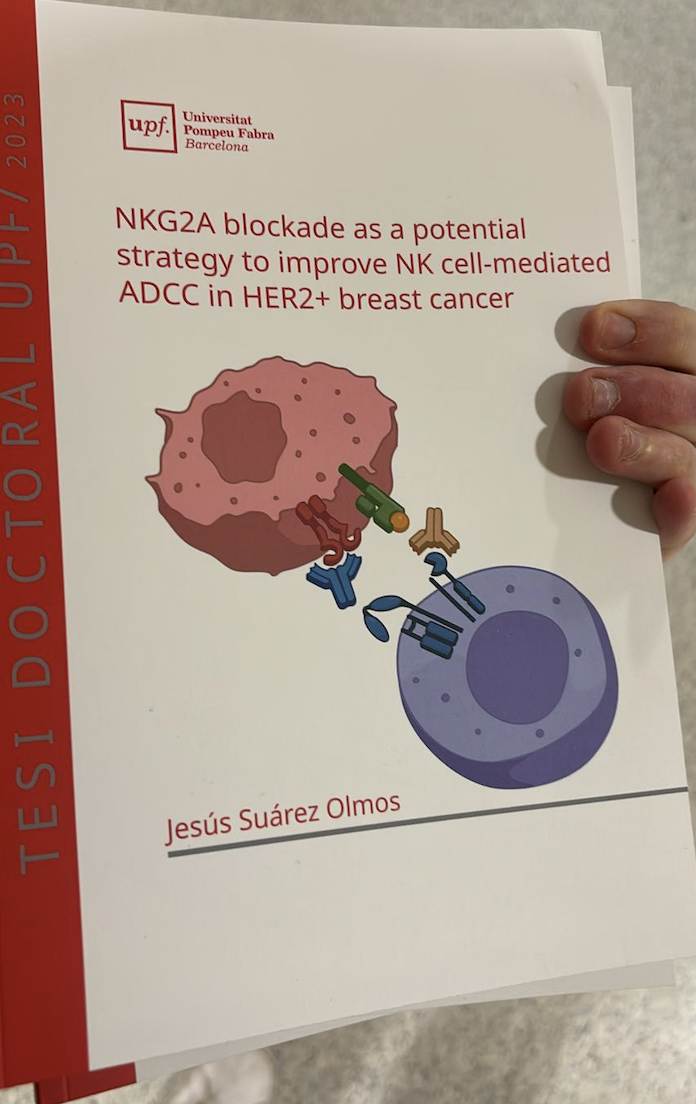 TESI DOCTORAL UPF/ 2023
upf.
Universitat
Pompeu Fabra
Barcelona
NKG2A blockade as a potential
strategy to improve NK cell-mediated
ADCC in HER2+ breast cancer
Jesús Suárez Olmos